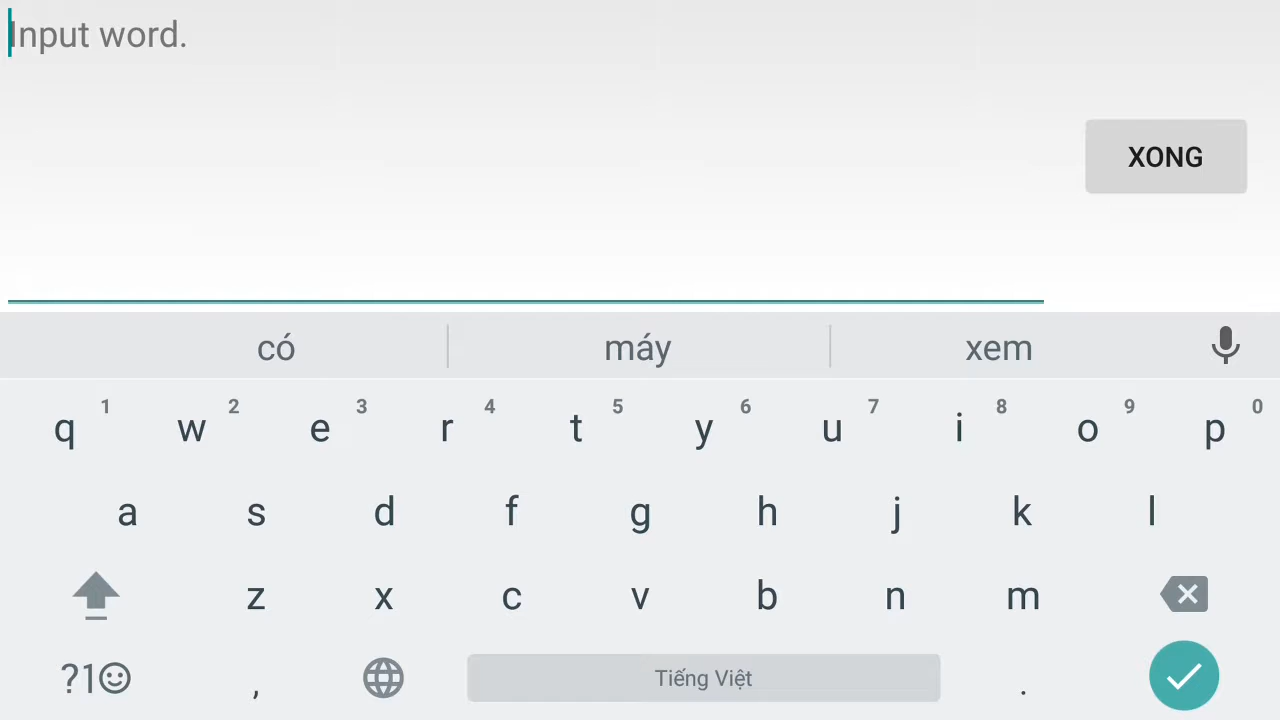 Input word.
XONG
có máy xem
q 1 w 2 e 3 r 4 t 5 y 6 u 7 i 8 o 9 p 0
a s d f g h j k l
z x c v b n m
?1☺ , Tiếng Việt .